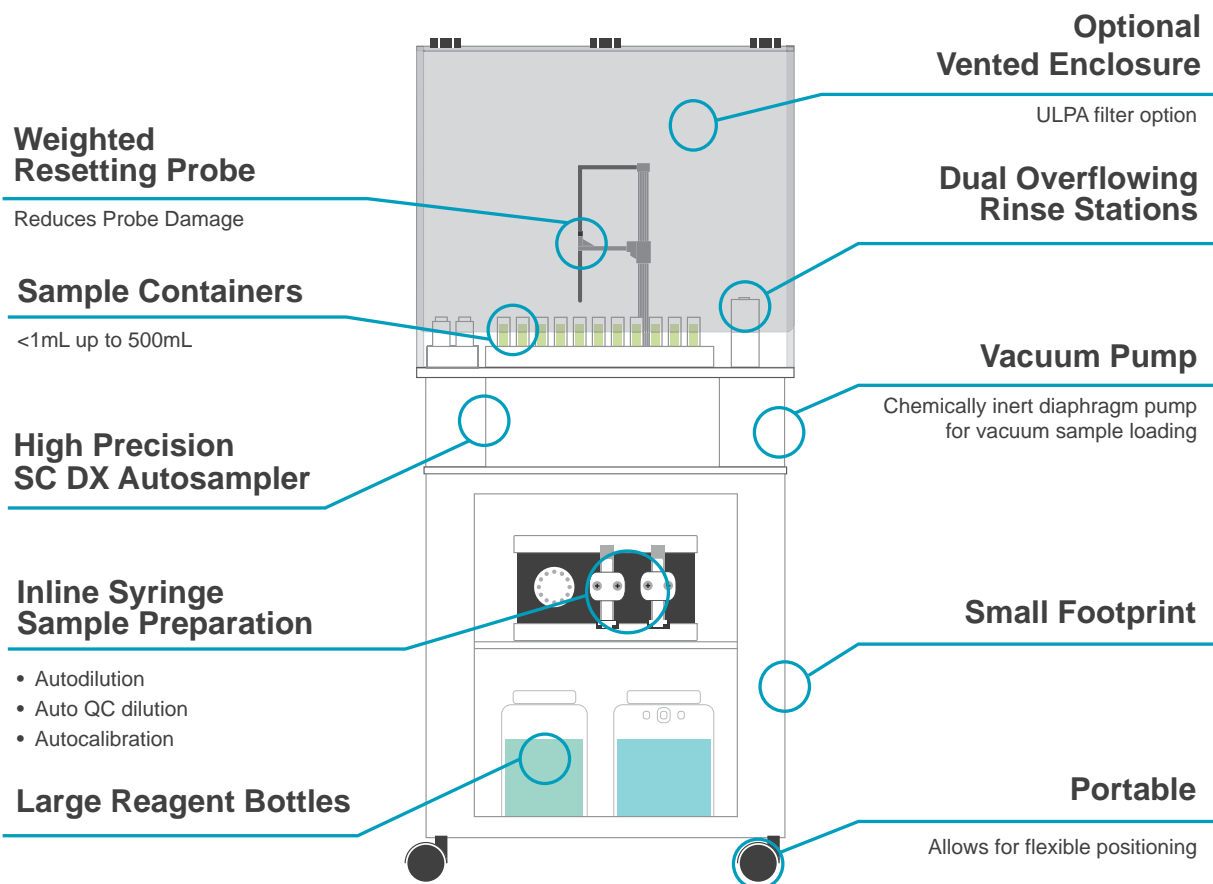 Weighted
Resetting Probe
Reduces Probe Damage
Sample Containers
<1mL up to 500mL
High Precision
SC DX Autosampler
Inline Syringe
Sample Preparation
• Autodilution
• Auto QC dilution
• Autocalibration
Large Reagent Bottles
Optional
Vented Enclosure
ULPA filter option
Dual Overflowing
Rinse Stations
Vacuum Pump
Chemically inert diaphragm pump
for vacuum sample loading
Small Footprint
Portable
Allows for flexible positioning